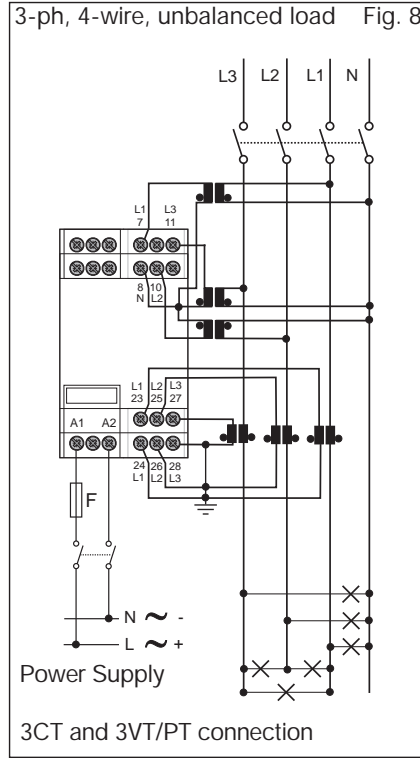 3-ph, 4-wire, unbalanced load Fig. 8
L3 L2 L1 N
L1 L3
7 11
8 10
N L2
L1 L2 L3
23 25 27
A1 A2
24 26 28
L1 L2 L3
F
N ~ -
L ~ +
Power Supply
3CT and 3VT/PT connection